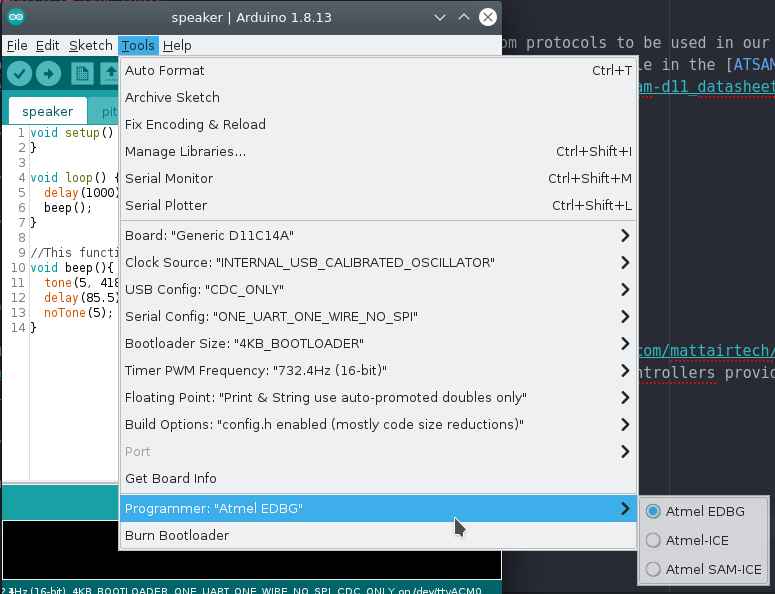 speaker | Arduino 1.8.13
File Edit Sketch Tools Help
om protocols to be used in our
le in the [ATSAM
am-d11_datasheet
Auto Format Ctrl+T
Archive Sketch
Fix Encoding & Reload
Manage Libraries... Ctrl+Shift+I
Serial Monitor Ctrl+Shift+M
Serial Plotter Ctrl+Shift+L
Board: "Generic D11C14A"
Clock Source: "INTERNAL_USB_CALIBRATED_OSCILLATOR"
USB Config: "CDC_ONLY"
Serial Config: "ONE_UART_ONE_WIRE_NO_SPI"
Bootloader Size: "4KB_BOOTLOADER"
Timer PWM Frequency: "732.4Hz (16-bit)"
Floating Point: "Print & String use auto-promoted doubles only"
Build Options: "config.h enabled (mostly code size reductions)"
Port
Get Board Info
Programmer: "Atmel EDBG"
Burn Bootloader
Atmel EDBG
Atmel-ICE
Atmel SAM-ICE
speaker pit
1 void setup()
2 }
3
4 void loop() {
5 delay(1000)
6 beep();
7 }
8
9 //This functi
10 void beep(){
11 tone(5, 418
12 delay(85.5)
13 noTone(5);
14 }
com/mattairtech/
ntrollers provid
4Hz (16-bit), 4KB_BOOTLOADER, ONE_UART_ONE_WIRE_NO_SPI, CDC_ONLY on /dev/ttyACM0